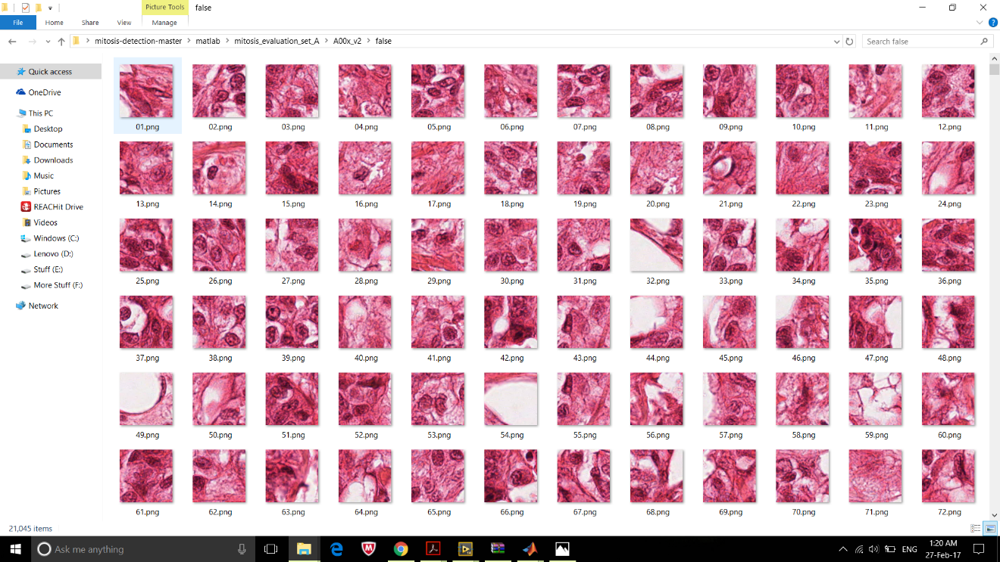 Picture Tools false
File Home Share View Manage
mitosis-detection-master matlab mitosis_evaluation_set_A A00x_v2 false Search false
Quick access
OneDrive
This PC
Desktop
Documents
Downloads
Music
Pictures
REACHit Drive
Videos
Windows (C:)
Lenovo (D:)
Stuff (E:)
More Stuff (F:)
Network
01.png 02.png 03.png 04.png 05.png 06.png 07.png 08.png 09.png 10.png 11.png 12.png
13.png 14.png 15.png 16.png 17.png 18.png 19.png 20.png 21.png 22.png 23.png 24.png
25.png 26.png 27.png 28.png 29.png 30.png 31.png 32.png 33.png 34.png 35.png 36.png
37.png 38.png 39.png 40.png 41.png 42.png 43.png 44.png 45.png 46.png 47.png 48.png
49.png 50.png 51.png 52.png 53.png 54.png 55.png 56.png 57.png 58.png 59.png 60.png
61.png 62.png 63.png 64.png 65.png 66.png 67.png 68.png 69.png 70.png 71.png 72.png
21,045 items
Ask me anything ENG 1:20 AM
27-Feb-17